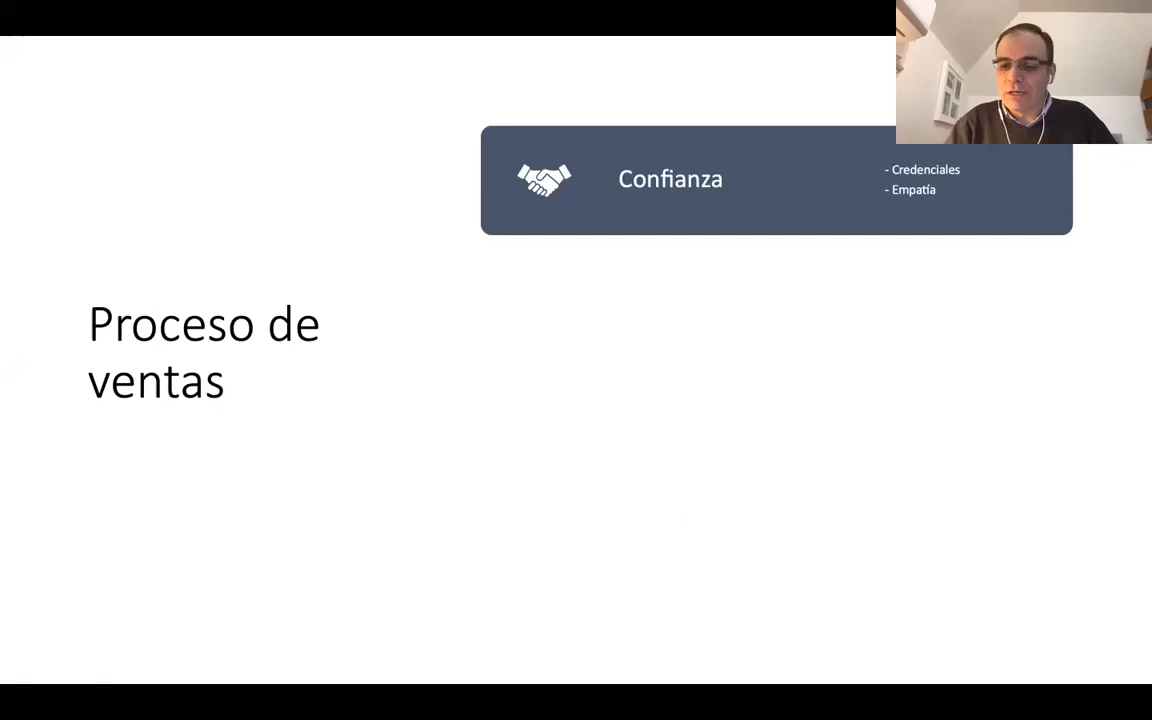 Confianza
- Credenciales
- Empatía
Proceso de
ventas